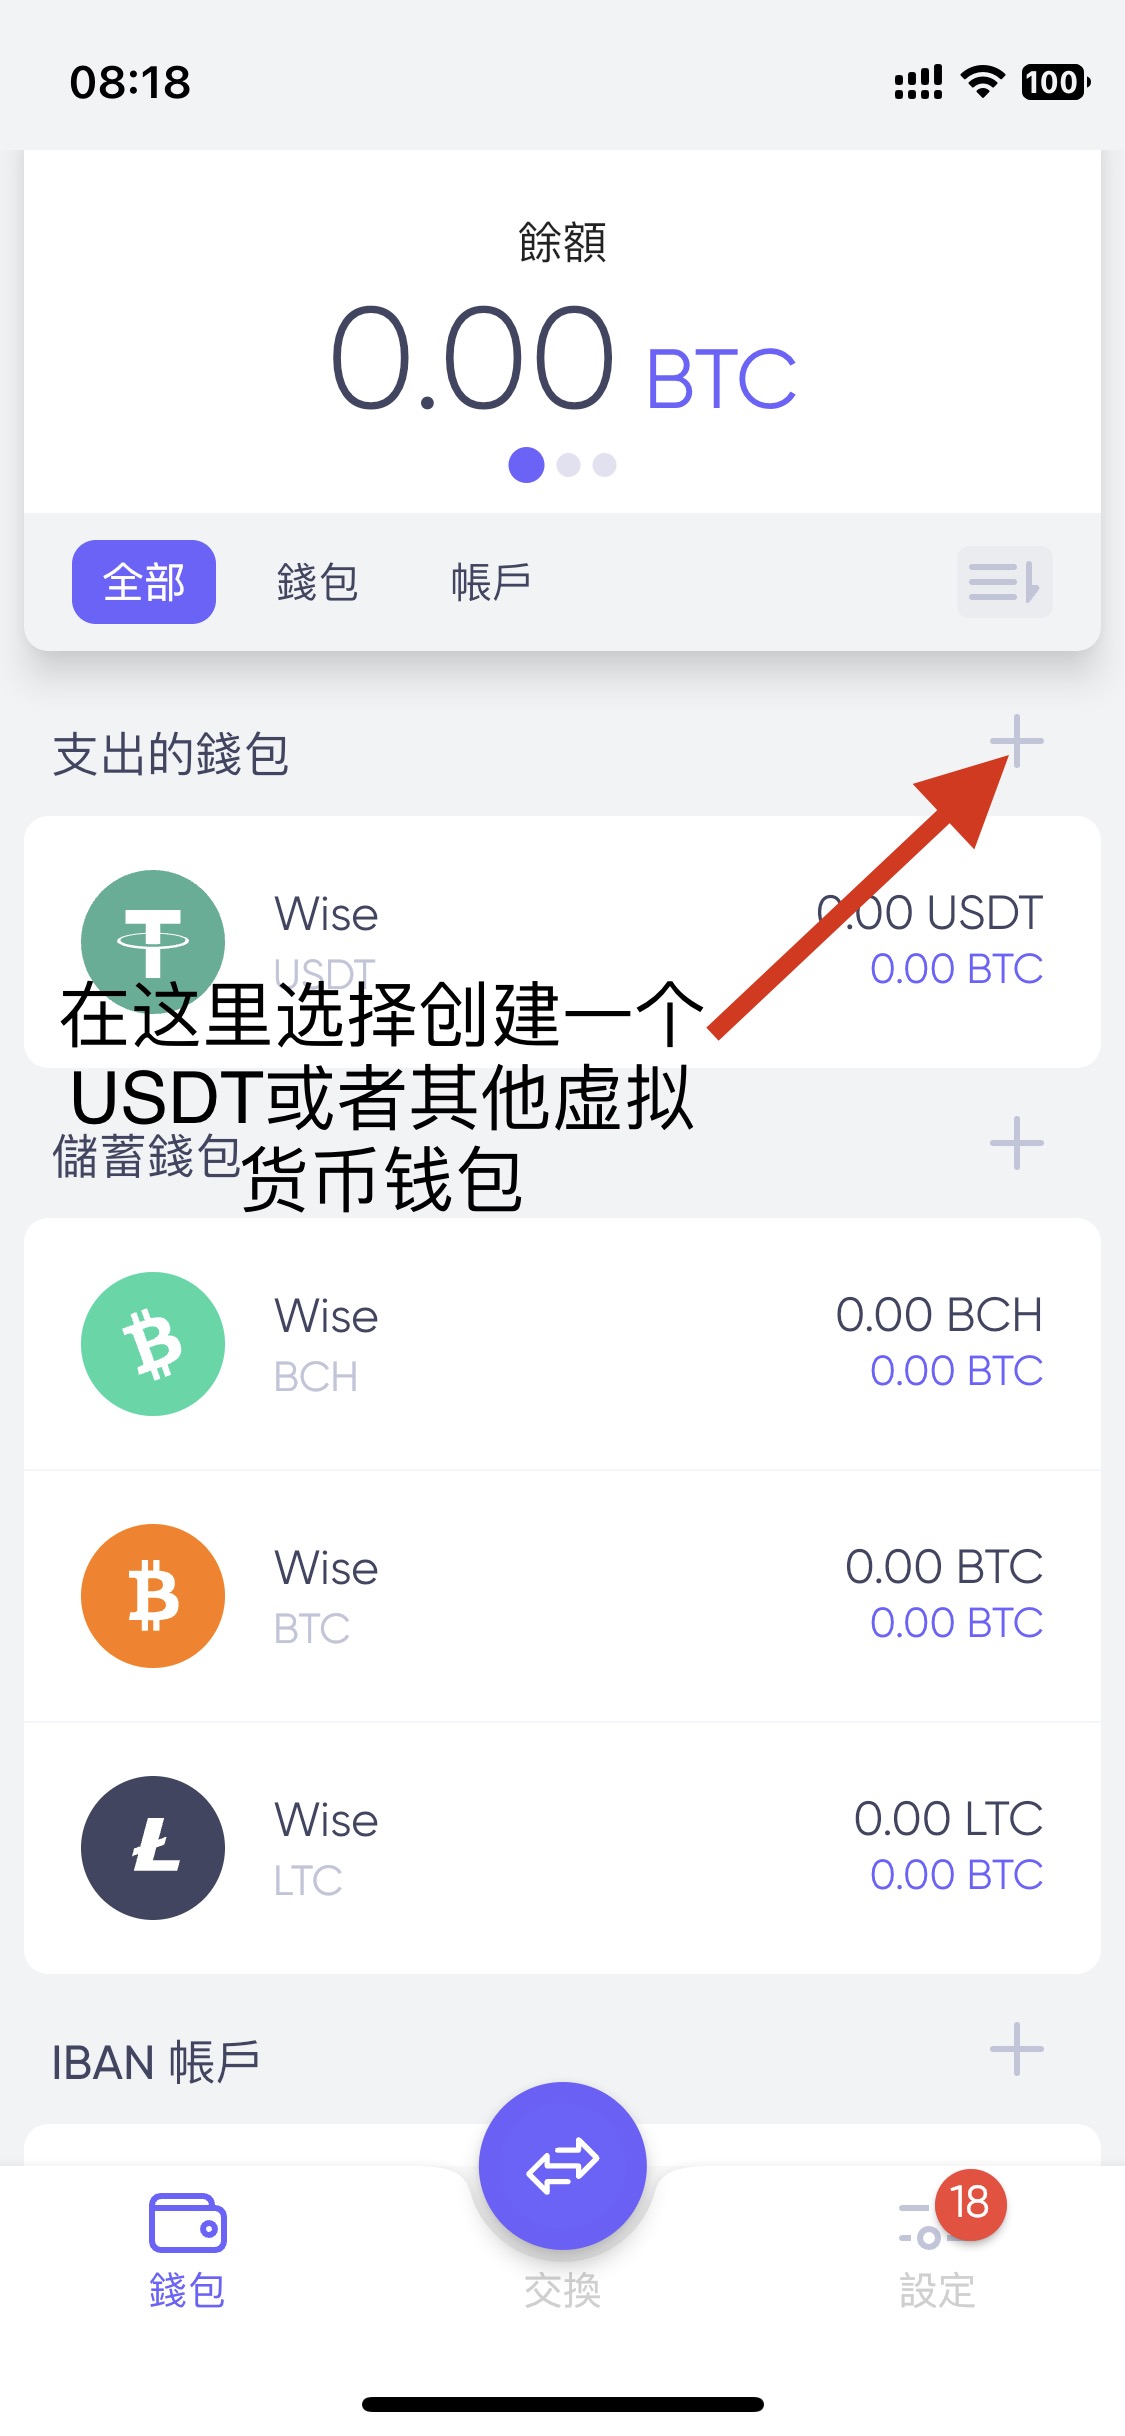 08:18
100
餘額
0.00 BTC
全部 錢包 帳戶
支出的錢包
Wise 0.00 USDT
USDT 0.00 BTC
在这里选择创建一个
USDT或者其他虚拟
货币钱包
儲蓄錢包
Wise 0.00 BCH
BCH 0.00 BTC
Wise 0.00 BTC
BTC 0.00 BTC
Wise 0.00 LTC
LTC 0.00 BTC
IBAN 帳戶
18
錢包 交換 設定